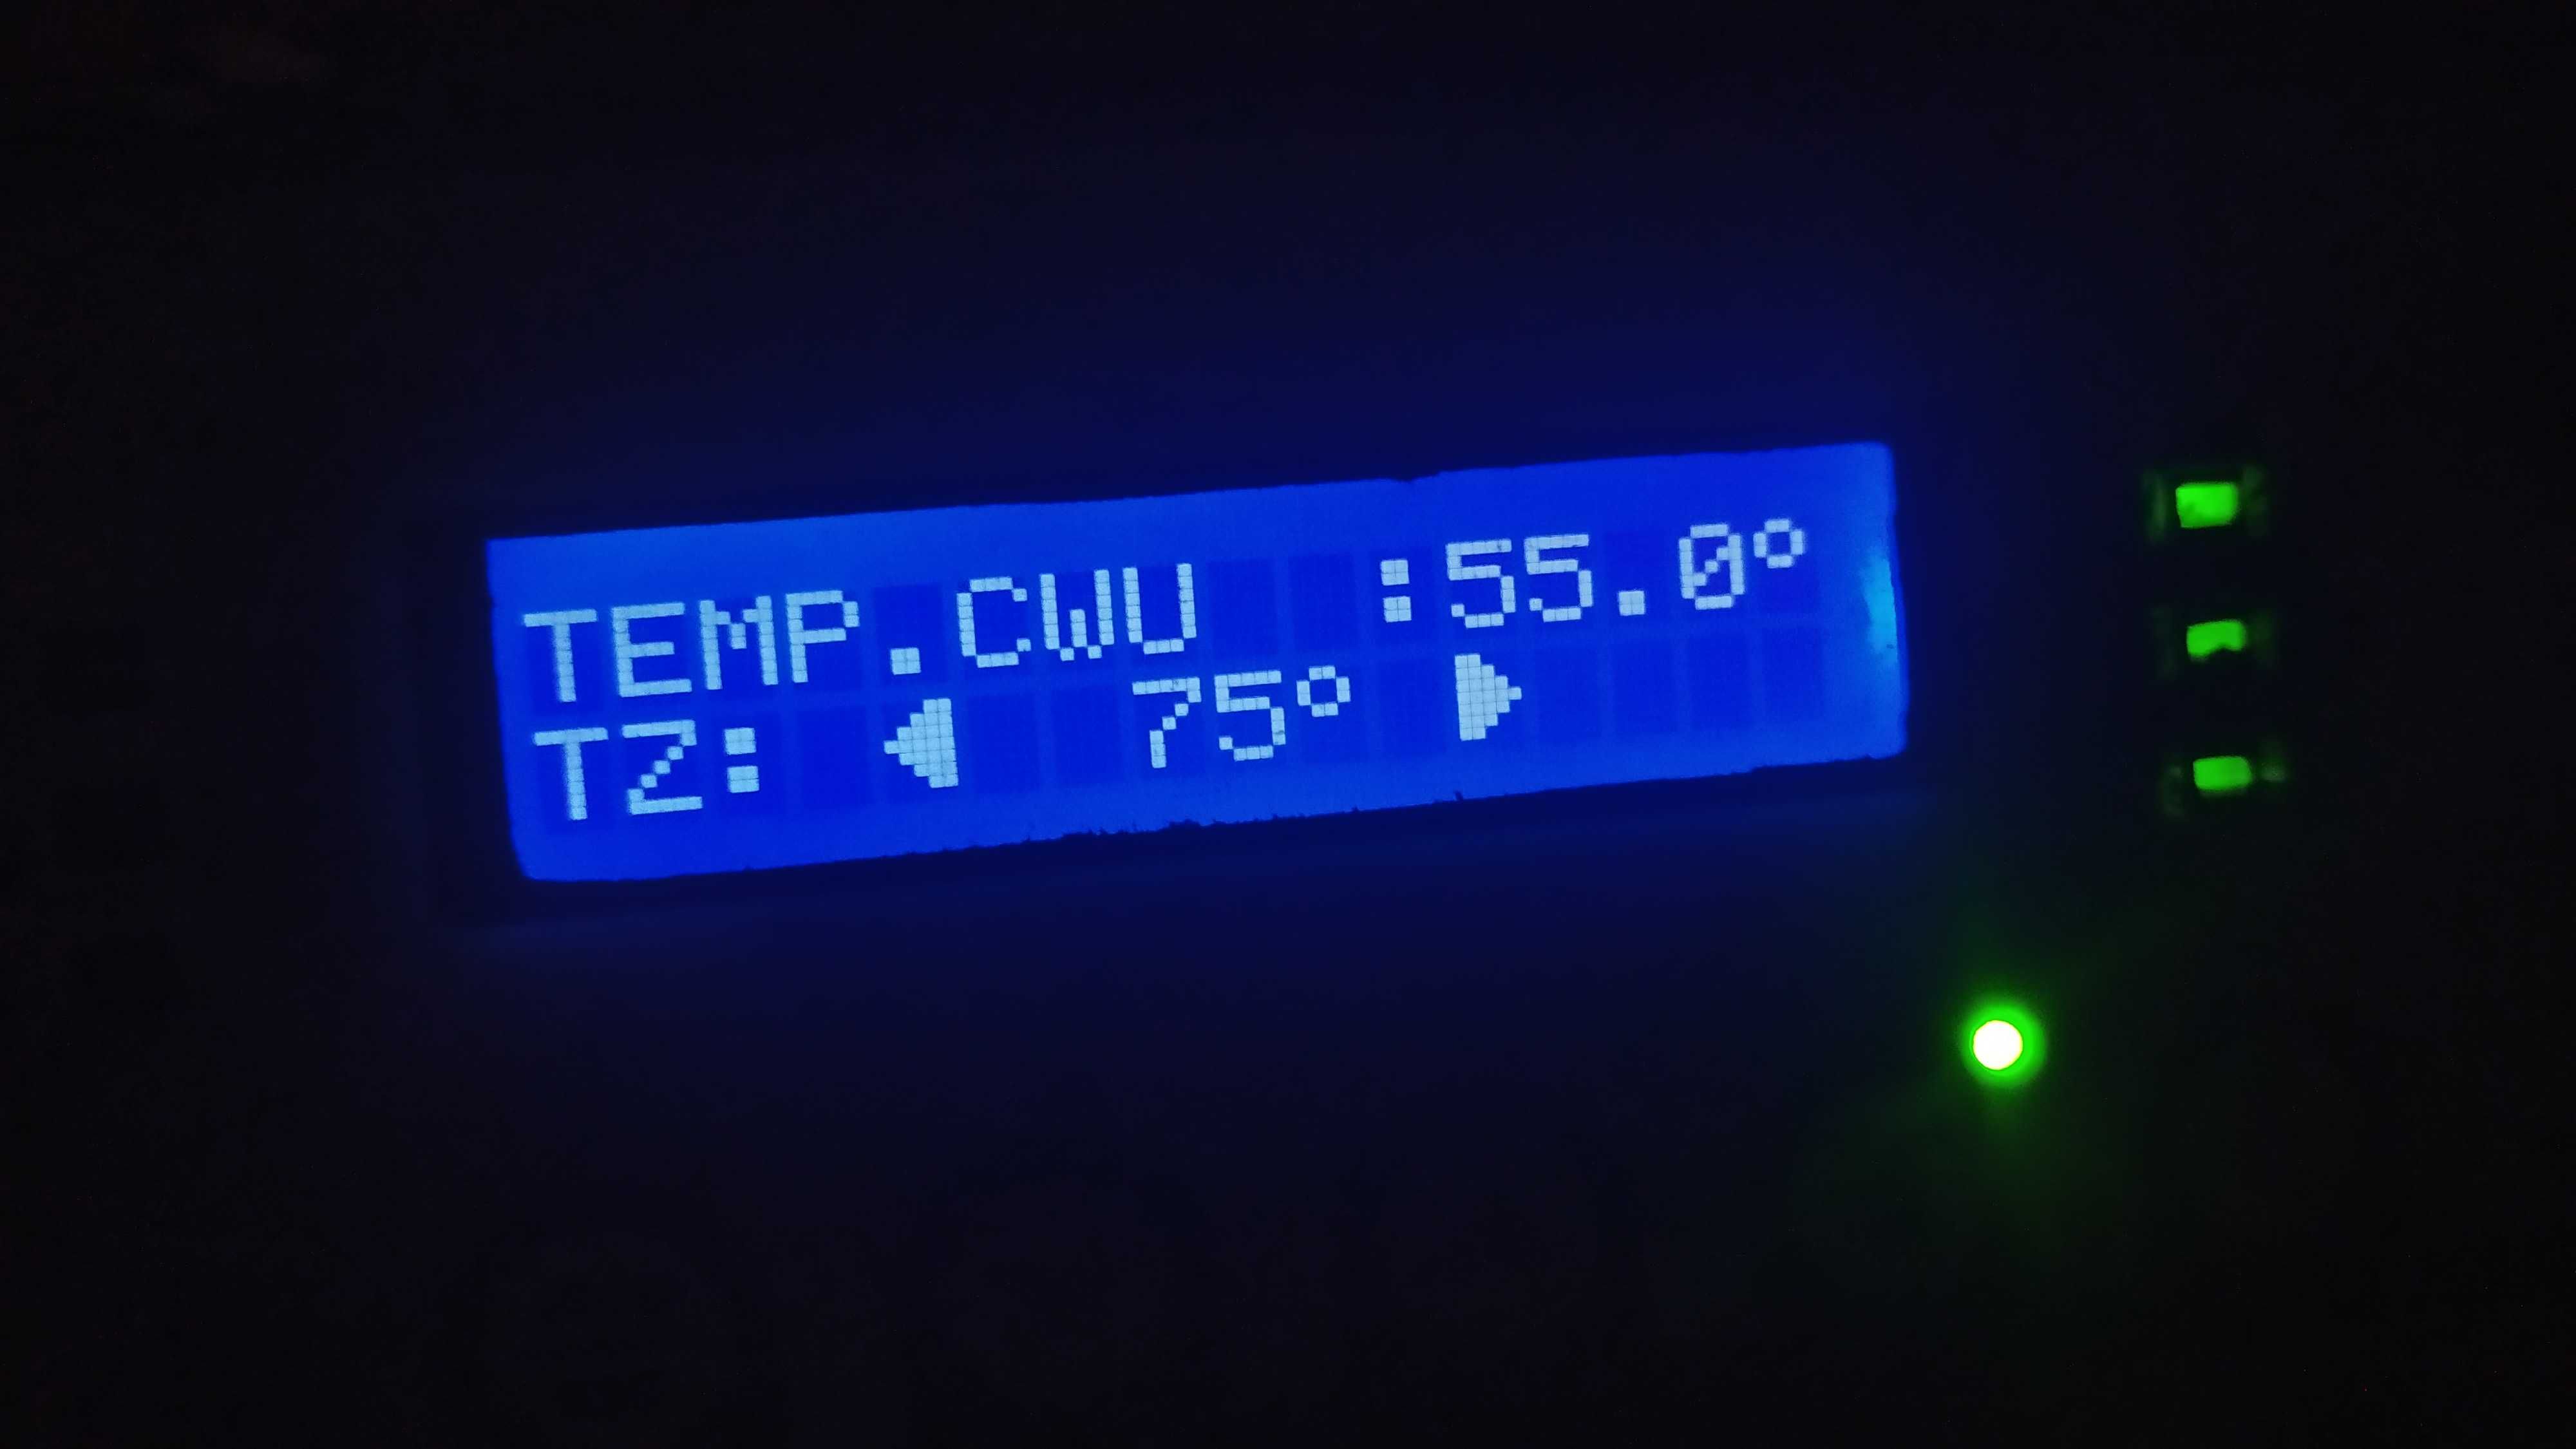 TEMP.CWU :55.0°
TZ: ◀ 75° ▶